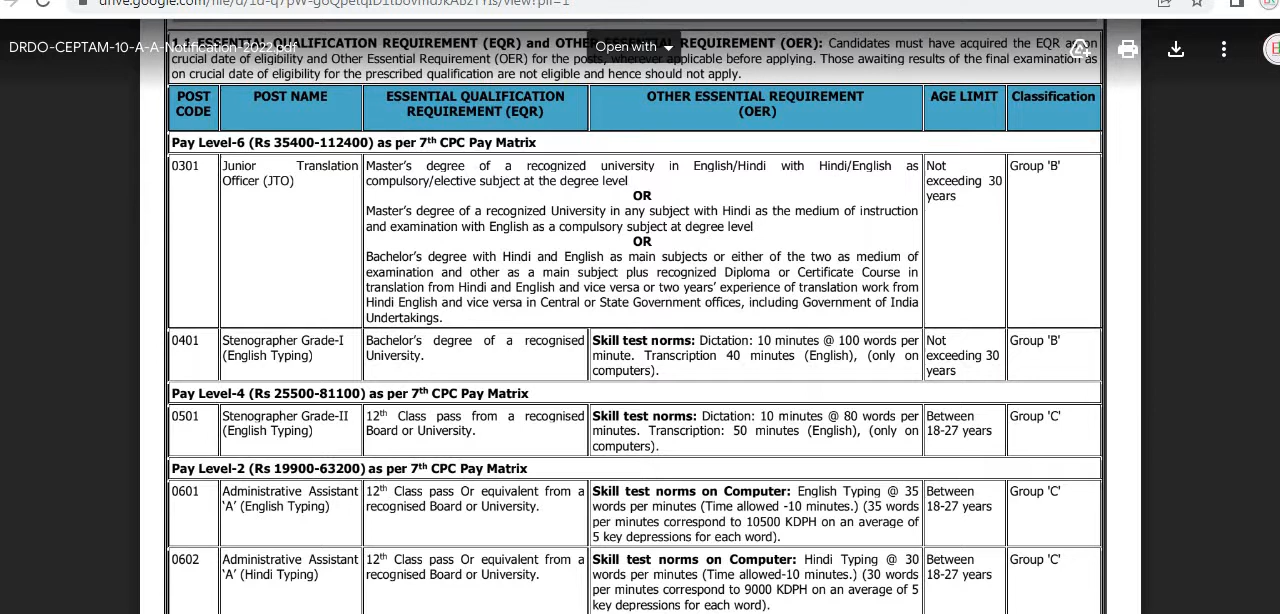 drive.google.com/file/d/1d-q7pW-
DRDO-CEPTAM-10-A-A-Notification-2022.pdf
Open with
1.1 ESSENTIAL QUALIFICATION REQUIREMENT (EQR) and OTHER ESSENTIAL REQUIREMENT (OER): Candidates must have acquired the EQR as on
crucial date of eligibility and Other Essential Requirement (OER) for the posts, wherever applicable before applying. Those awaiting results of the final examination as
on crucial date of eligibility for the prescribed qualification are not eligible and hence should not apply.
POST CODE POST NAME ESSENTIAL QUALIFICATION REQUIREMENT (EQR) OTHER ESSENTIAL REQUIREMENT (OER) AGE LIMIT Classification
Pay Level-6 (Rs 35400-112400) as per 7th CPC Pay Matrix
0301 Junior Translation Master's degree of a recognized university in English/Hindi with Hindi/English as Not Group 'B'
Officer (JTO) compulsory/elective subject at the degree level exceeding 30
OR years
Master's degree of a recognized University in any subject with Hindi as the medium of instruction
and examination with English as a compulsory subject at degree level
OR
Bachelor's degree with Hindi and English as main subjects or either of the two as medium of
examination and other as a main subject plus recognized Diploma or Certificate Course in
translation from Hindi and English and vice versa or two years' experience of translation work from
Hindi English and vice versa in Central or State Government offices, including Government of India
Undertakings.
0401 Stenographer Grade-I Bachelor's degree of a recognised Skill test norms: Dictation: 10 minutes @ 100 words per Not Group 'B'
(English Typing) University. minute. Transcription 40 minutes (English), (only on exceeding 30
computers). years
Pay Level-4 (Rs 25500-81100) as per 7th CPC Pay Matrix
0501 Stenographer Grade-II 12th Class pass from a recognised Skill test norms: Dictation: 10 minutes @ 80 words per Between Group 'C'
(English Typing) Board or University. minutes. Transcription: 50 minutes (English), (only on 18-27 years
computers).
Pay Level-2 (Rs 19900-63200) as per 7th CPC Pay Matrix
0601 Administrative Assistant 12th Class pass Or equivalent from a Skill test norms on Computer: English Typing @ 35 Between Group 'C'
'A' (English Typing) recognised Board or University. words per minutes (Time allowed -10 minutes.) (35 words 18-27 years
per minutes correspond to 10500 KDPH on an average of
5 key depressions for each word).
0602 Administrative Assistant 12th Class pass Or equivalent from a Skill test norms on Computer: Hindi Typing @ 30 Between Group 'C'
'A' (Hindi Typing) recognised Board or University. words per minutes (Time allowed-10 minutes.) (30 words 18-27 years
per minutes correspond to 9000 KDPH on an average of 5
key depressions for each word).